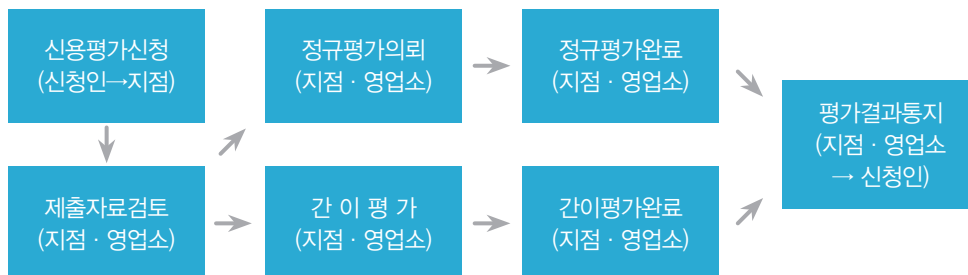 신용평가신청
(신청인→지점)
정규평가의뢰
(지점 · 영업소)
정규평가완료
(지점 · 영업소)
평가결과통지
(지점 · 영업소
→ 신청인)
제출자료검토
(지점 · 영업소)
간 이 평 가
(지점 · 영업소)
간이평가완료
(지점 · 영업소)